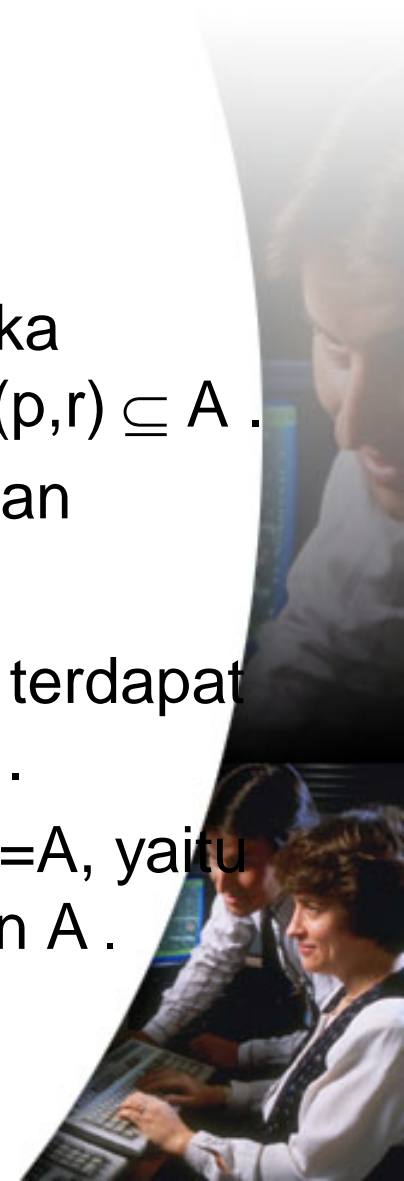 ka
(p,r) ⊆ A .
an
terdapat
.
=A, yaitu
n A .